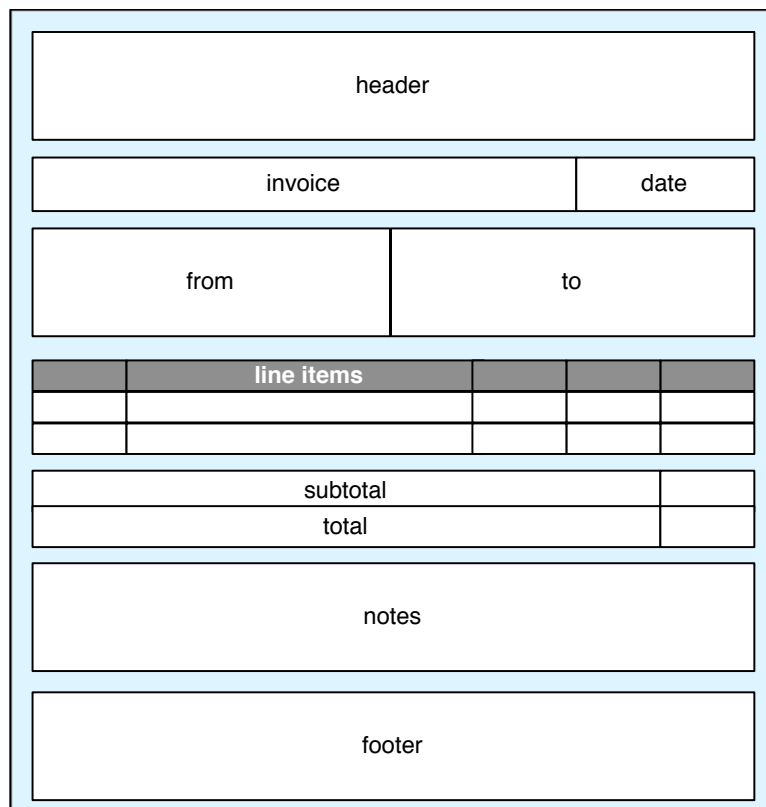 header
invoice date
from to
line items
subtotal
total
notes
footer